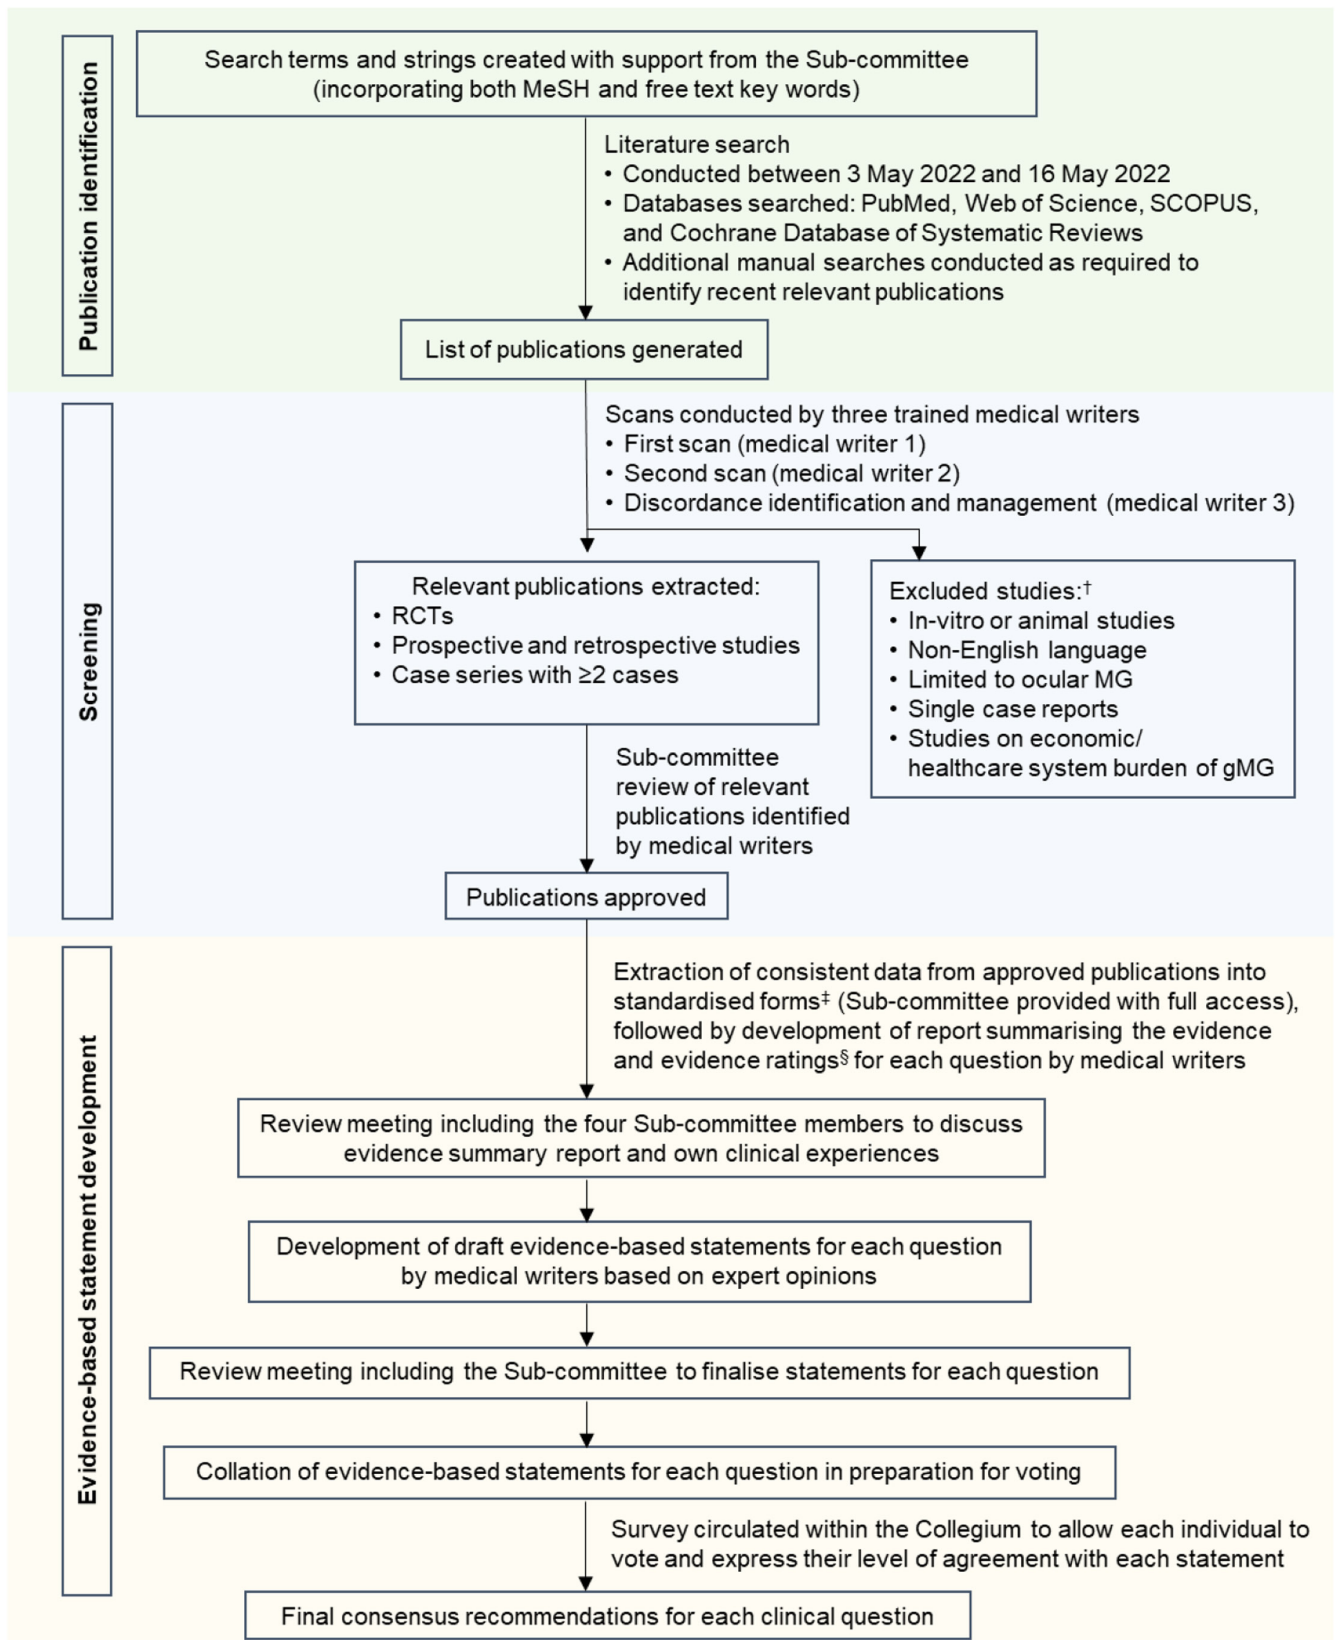 Publication identification
Search terms and strings created with support from the Sub-committee
(incorporating both MeSH and free text key words)
Literature search
• Conducted between 3 May 2022 and 16 May 2022
• Databases searched: PubMed, Web of Science, SCOPUS,
and Cochrane Database of Systematic Reviews
• Additional manual searches conducted as required to
identify recent relevant publications
List of publications generated
Screening
Scans conducted by three trained medical writers
• First scan (medical writer 1)
• Second scan (medical writer 2)
• Discordance identification and management (medical writer 3)
Relevant publications extracted:
• RCTs
• Prospective and retrospective studies
• Case series with ≥2 cases
Excluded studies:†
• In-vitro or animal studies
• Non-English language
• Limited to ocular MG
• Single case reports
• Studies on economic/
healthcare system burden of gMG
Sub-committee
review of relevant
publications identified
by medical writers
Publications approved
Evidence-based statement development
Extraction of consistent data from approved publications into
standardised forms‡ (Sub-committee provided with full access),
followed by development of report summarising the evidence
and evidence ratings§ for each question by medical writers
Review meeting including the four Sub-committee members to discuss
evidence summary report and own clinical experiences
Development of draft evidence-based statements for each question
by medical writers based on expert opinions
Review meeting including the Sub-committee to finalise statements for each question
Collation of evidence-based statements for each question in preparation for voting
Survey circulated within the Collegium to allow each individual to
vote and express their level of agreement with each statement
Final consensus recommendations for each clinical question